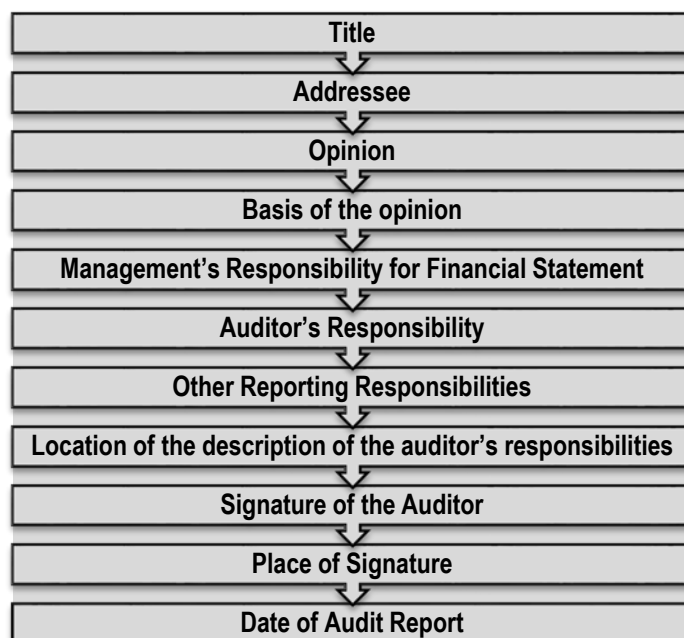 Title
Addressee
Opinion
Basis of the opinion
Management’s Responsibility for Financial Statement
Auditor’s Responsibility
Other Reporting Responsibilities
Location of the description of the auditor’s responsibilities
Signature of the Auditor
Place of Signature
Date of Audit Report